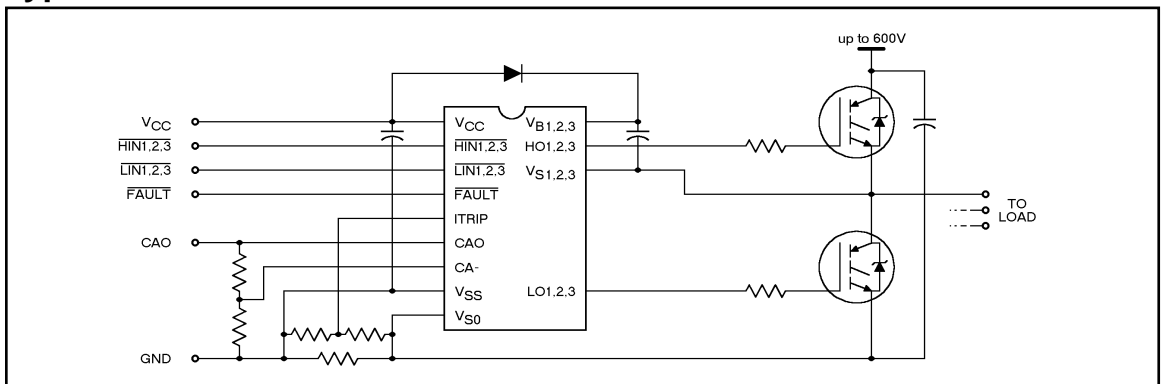 up to 600V
VCC
HIN1,2,3
LIN1,2,3
FAULT
CAO
GND
VCC
HIN1,2,3
LIN1,2,3
FAULT
ITRIP
CAO
CA-
VSS
VS0
VB1,2,3
HO1,2,3
VS1,2,3
LO1,2,3
TO
LOAD